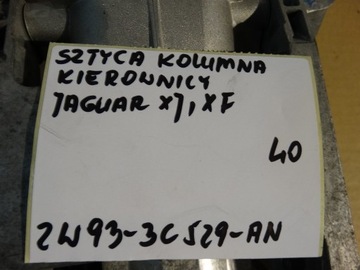 SZTYCA KOLUMNA
KIEROWNICY
JAGUAR XJ, XF
40
2W93-3C529-AN